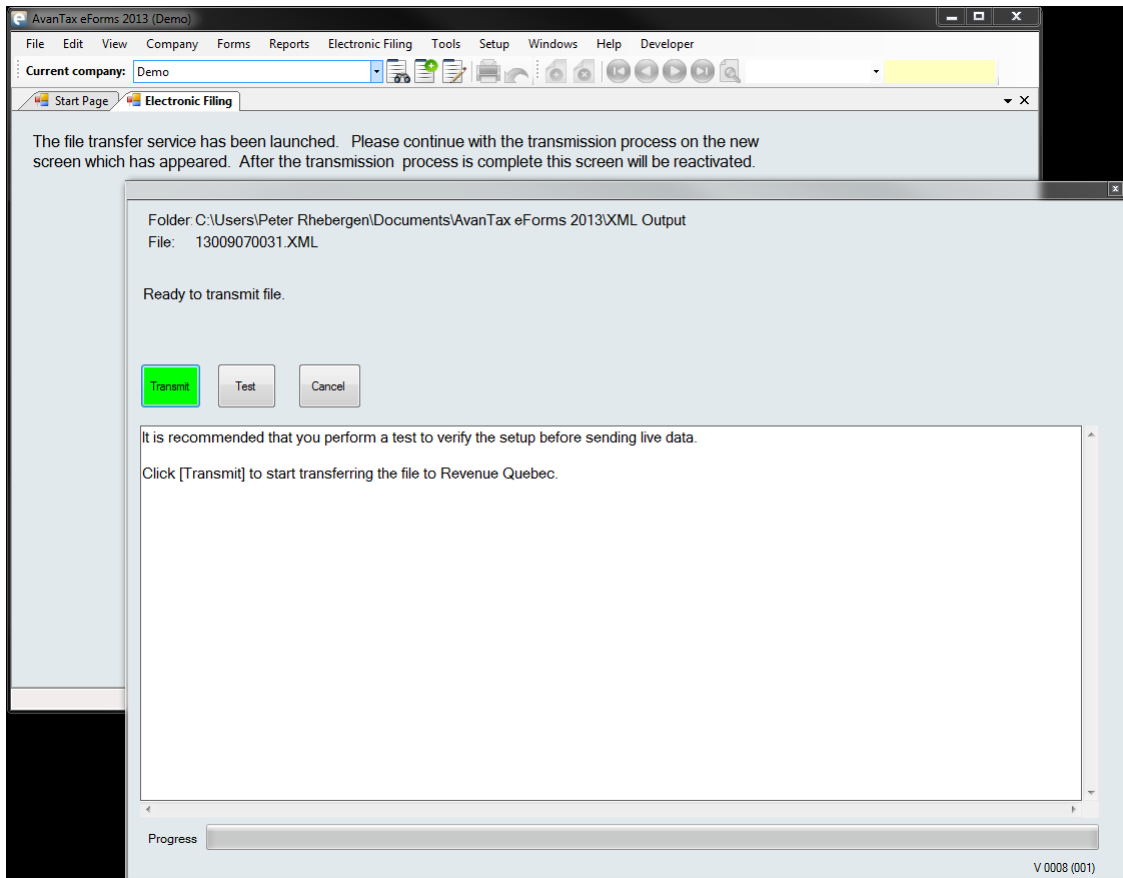 AvanTax eForms 2013 (Demo)
File Edit View Company Forms Reports Electronic Filing Tools Setup Windows Help Developer
Current company: Demo
Start Page Electronic Filing
The file transfer service has been launched. Please continue with the transmission process on the new
screen which has appeared. After the transmission process is complete this screen will be reactivated.
Folder: C:\Users\Peter Rhebergen\Documents\AvanTax eForms 2013\XML Output
File: 13009070031.XML
Ready to transmit file.
Transmit Test Cancel
It is recommended that you perform a test to verify the setup before sending live data.
Click [Transmit] to start transferring the file to Revenue Quebec.
Progress
V 0008 (001)